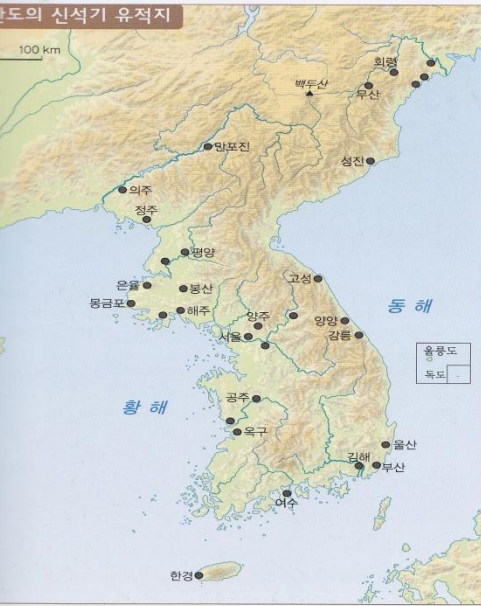 반도의 신석기 유적지
100 km
회령
백두산
무산
만포진
성진
의주
정주
평양
은율
봉산
고성
몽금포
해주
동 해
양주
양양
서울
강릉
울릉도
독도
공주
황 해
옥구
울산
김해
부산
여수
한경